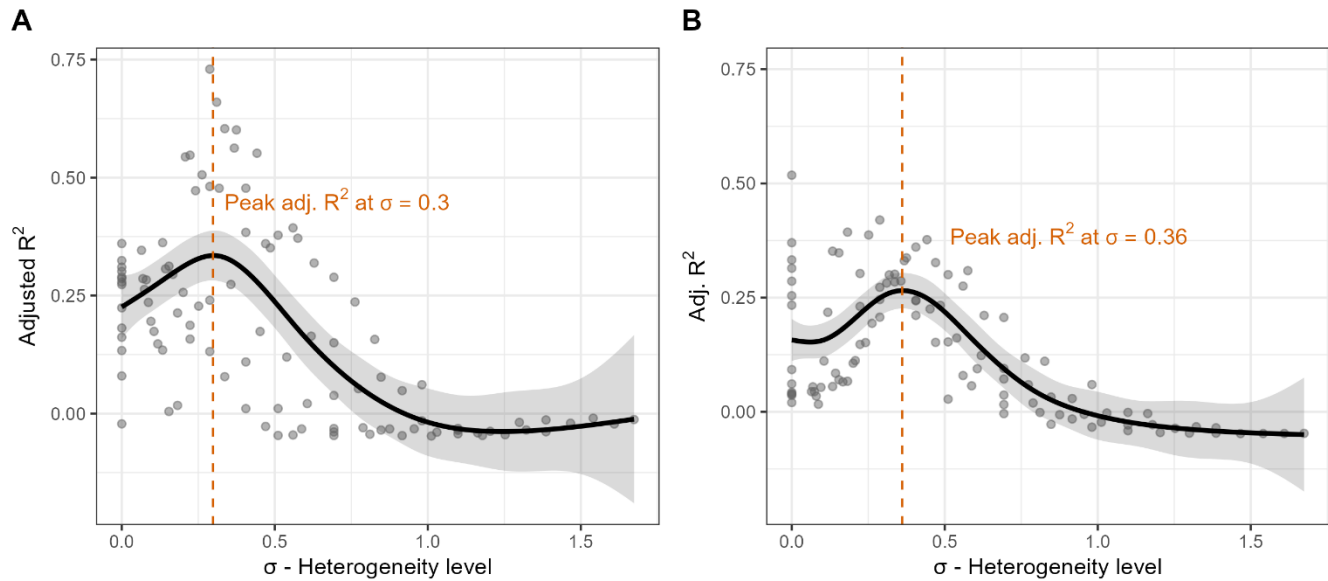 A
B
0.75
0.50
0.25
0.00
Adjusted R²
Peak adj. R² at σ = 0.3
0.0
0.5
1.0
1.5
σ - Heterogeneity level
0.75
0.50
0.25
0.00
Adj. R²
Peak adj. R² at σ = 0.36
0.0
0.5
1.0
1.5
σ - Heterogeneity level